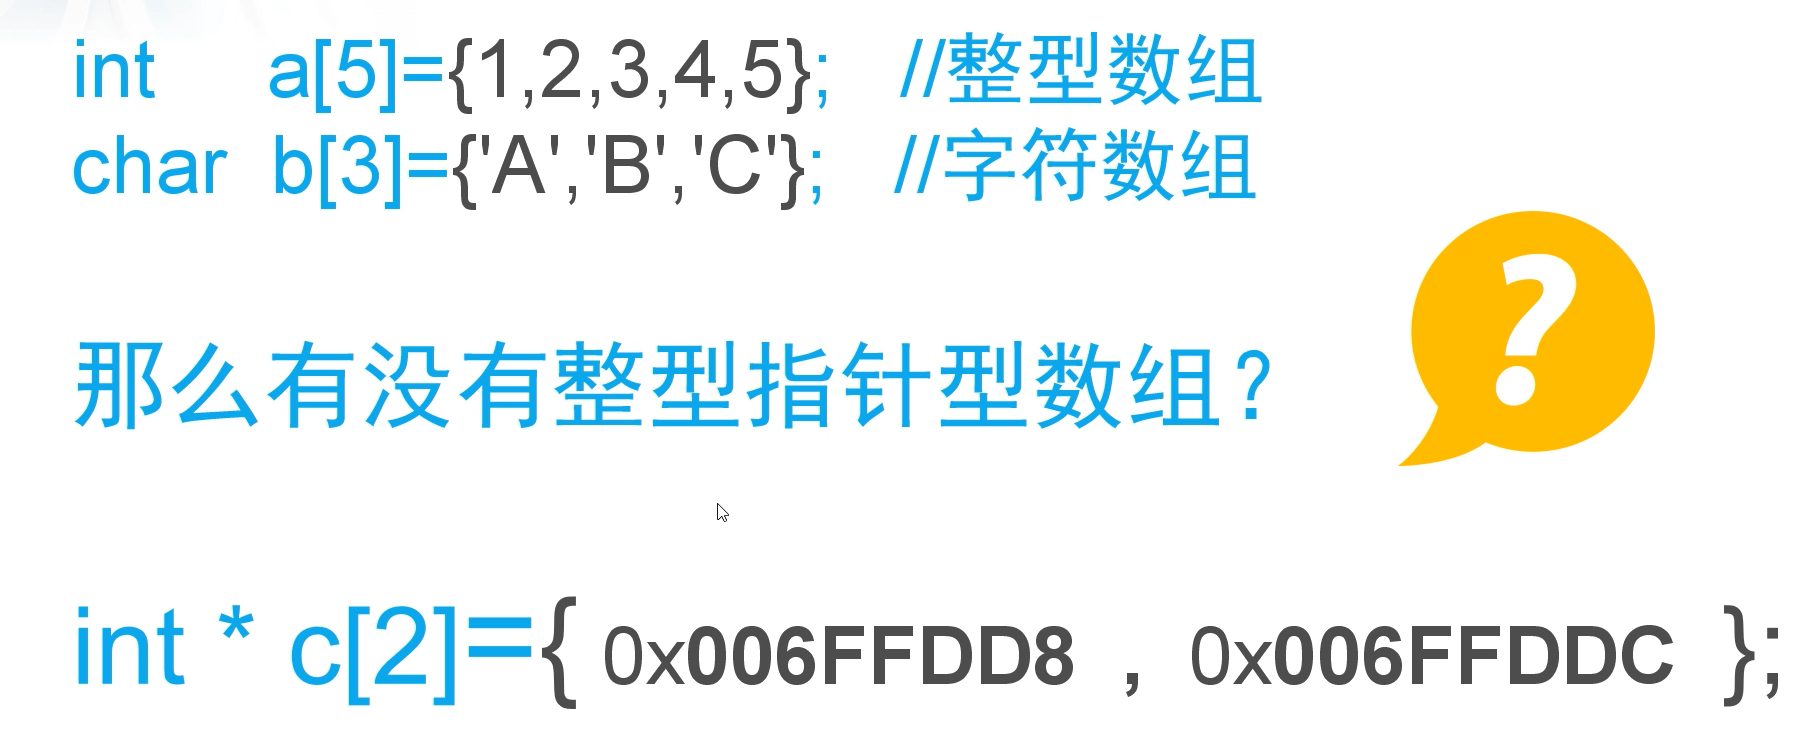 int a[5]={1,2,3,4,5}; //整型数组
char b[3]={'A','B','C'}; //字符数组
?
那么有没有整型指针型数组？
int * c[2]={ 0x006FFDD8 , 0x006FFDDC };